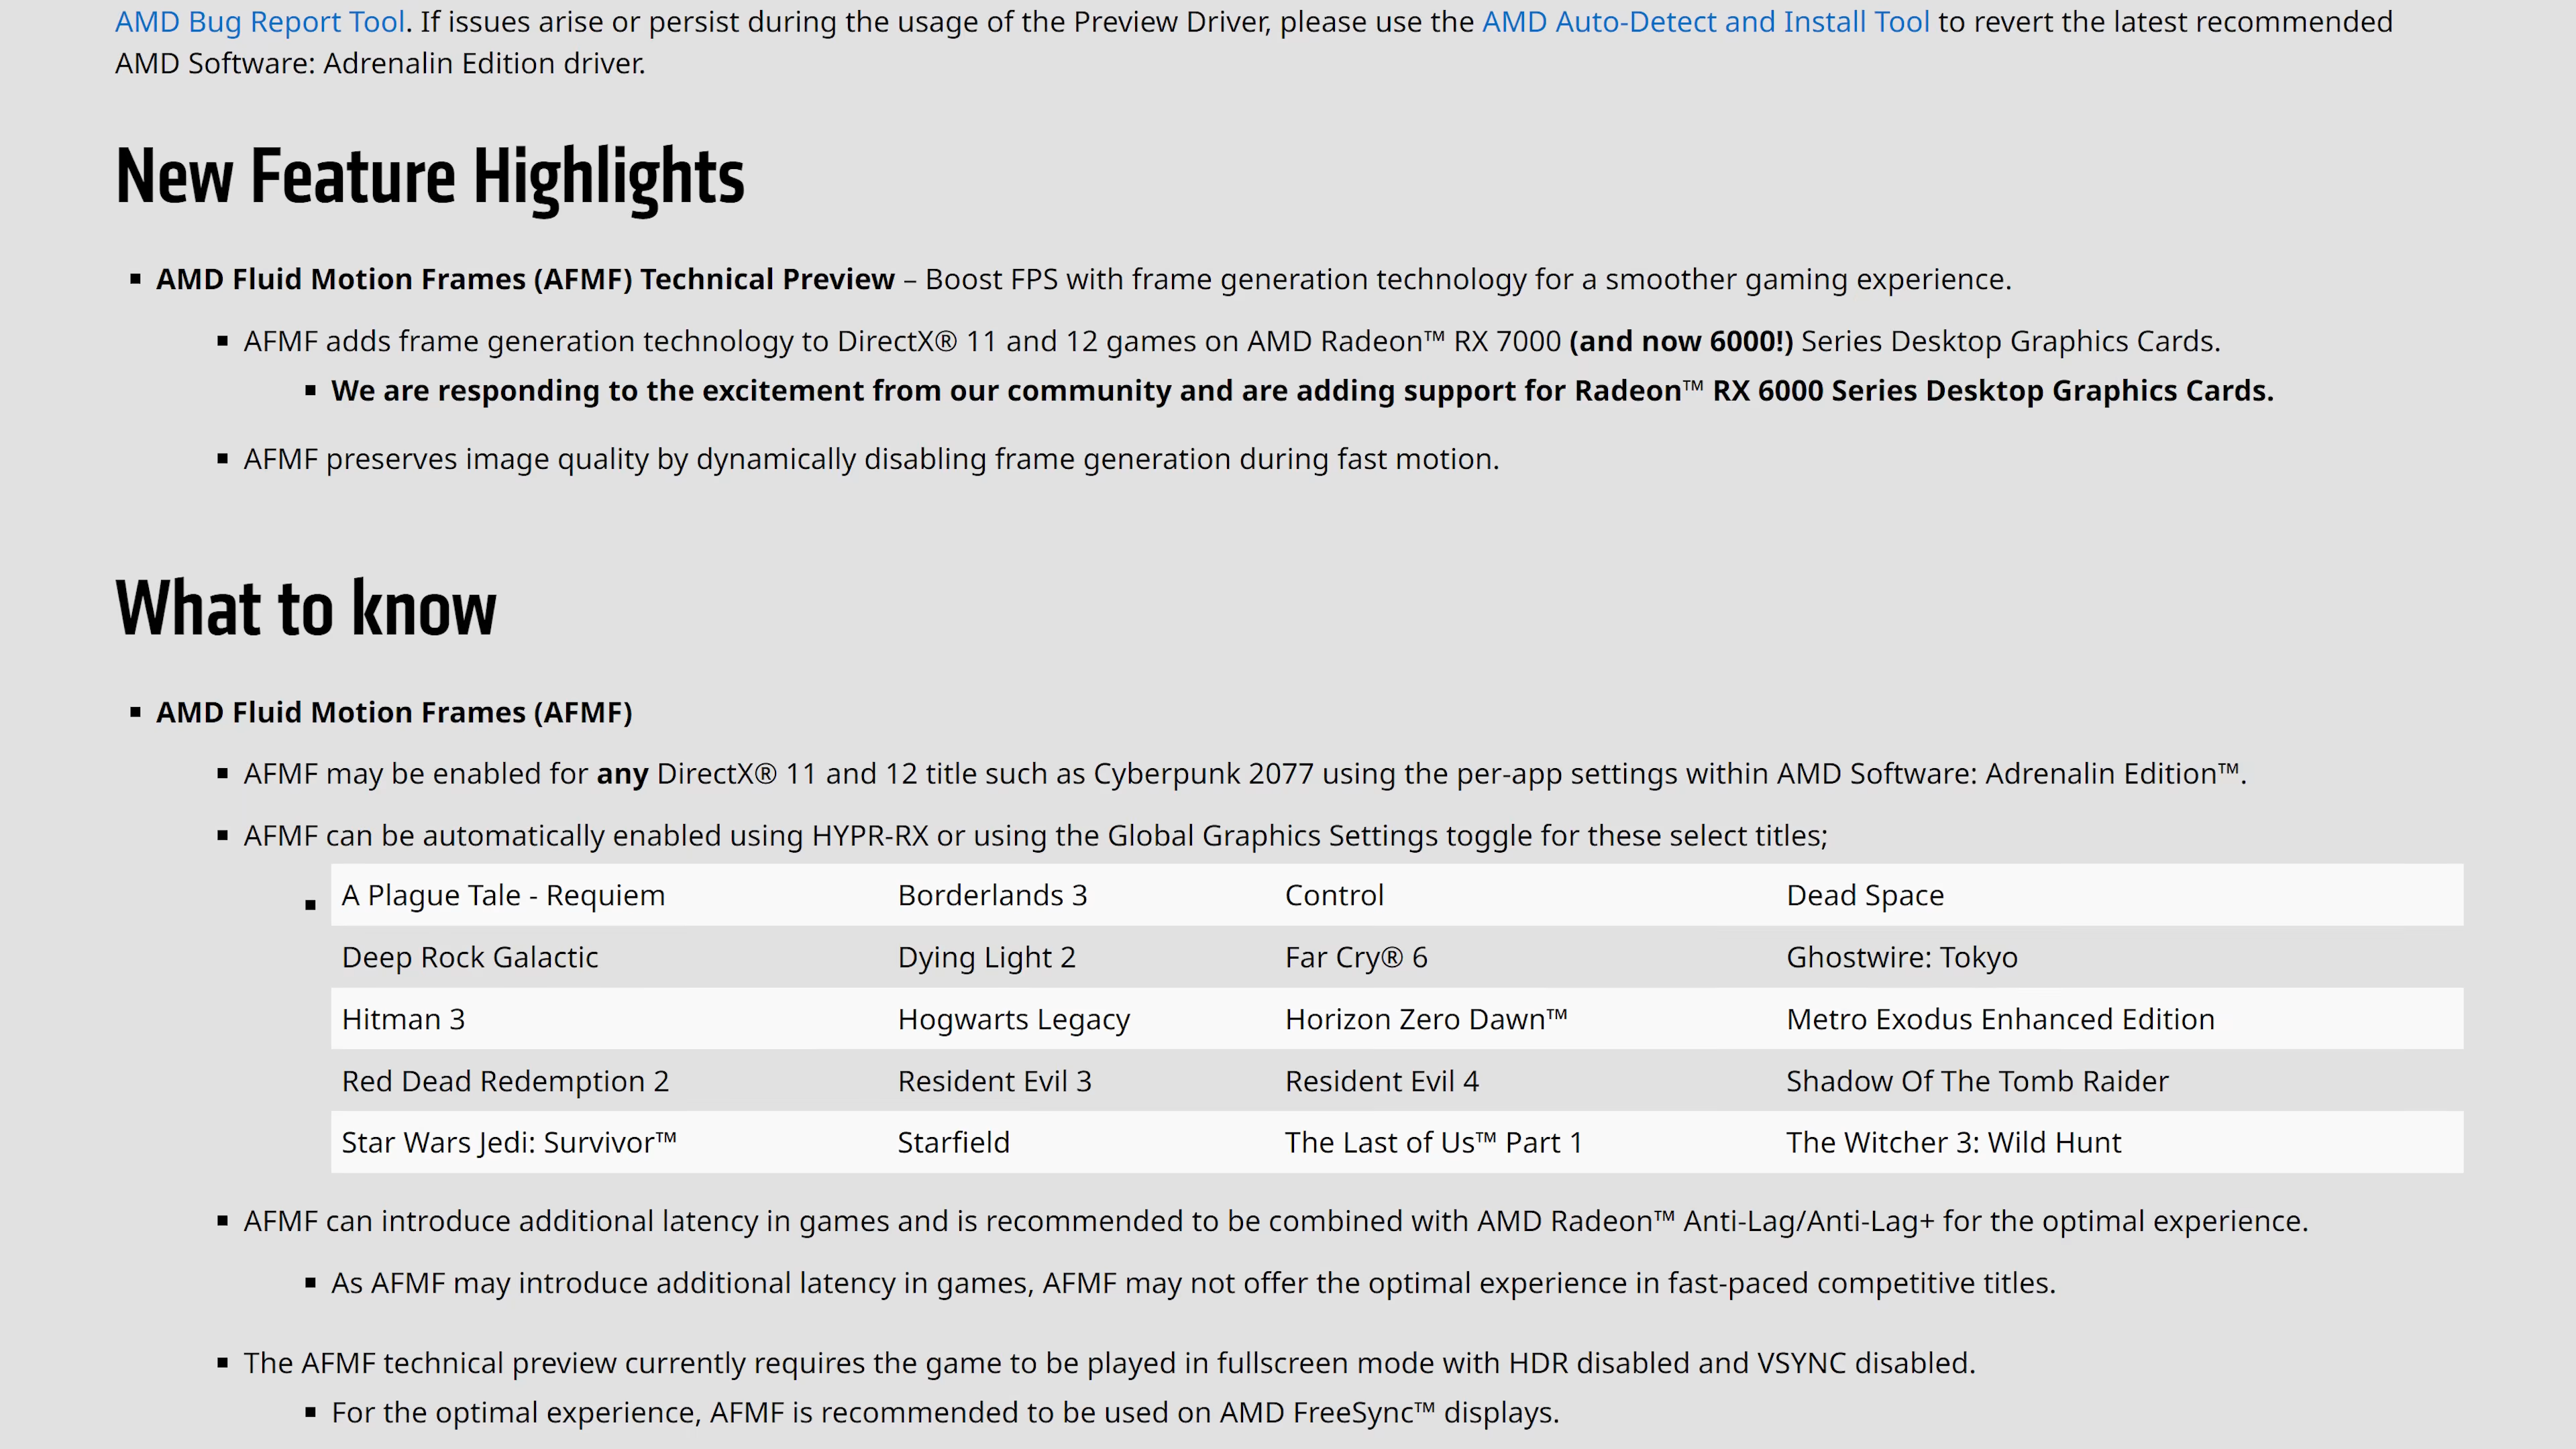 AMD Bug Report Tool. If issues arise or persist during the usage of the Preview Driver, please use the AMD Auto-Detect and Install Tool to revert the latest recommended
AMD Software: Adrenalin Edition driver.
New Feature Highlights
AMD Fluid Motion Frames (AFMF) Technical Preview – Boost FPS with frame generation technology for a smoother gaming experience.
AFMF adds frame generation technology to DirectX® 11 and 12 games on AMD Radeon™ RX 7000 (and now 6000!) Series Desktop Graphics Cards.
We are responding to the excitement from our community and are adding support for Radeon™ RX 6000 Series Desktop Graphics Cards.
AFMF preserves image quality by dynamically disabling frame generation during fast motion.
What to know
AMD Fluid Motion Frames (AFMF)
AFMF may be enabled for any DirectX® 11 and 12 title such as Cyberpunk 2077 using the per-app settings within AMD Software: Adrenalin Edition™.
AFMF can be automatically enabled using HYPR-RX or using the Global Graphics Settings toggle for these select titles;
A Plague Tale - Requiem Borderlands 3 Control Dead Space
Deep Rock Galactic Dying Light 2 Far Cry® 6 Ghostwire: Tokyo
Hitman 3 Hogwarts Legacy Horizon Zero Dawn™ Metro Exodus Enhanced Edition
Red Dead Redemption 2 Resident Evil 3 Resident Evil 4 Shadow Of The Tomb Raider
Star Wars Jedi: Survivor™ Starfield The Last of Us™ Part 1 The Witcher 3: Wild Hunt
AFMF can introduce additional latency in games and is recommended to be combined with AMD Radeon™ Anti-Lag/Anti-Lag+ for the optimal experience.
As AFMF may introduce additional latency in games, AFMF may not offer the optimal experience in fast-paced competitive titles.
The AFMF technical preview currently requires the game to be played in fullscreen mode with HDR disabled and VSYNC disabled.
For the optimal experience, AFMF is recommended to be used on AMD FreeSync™ displays.